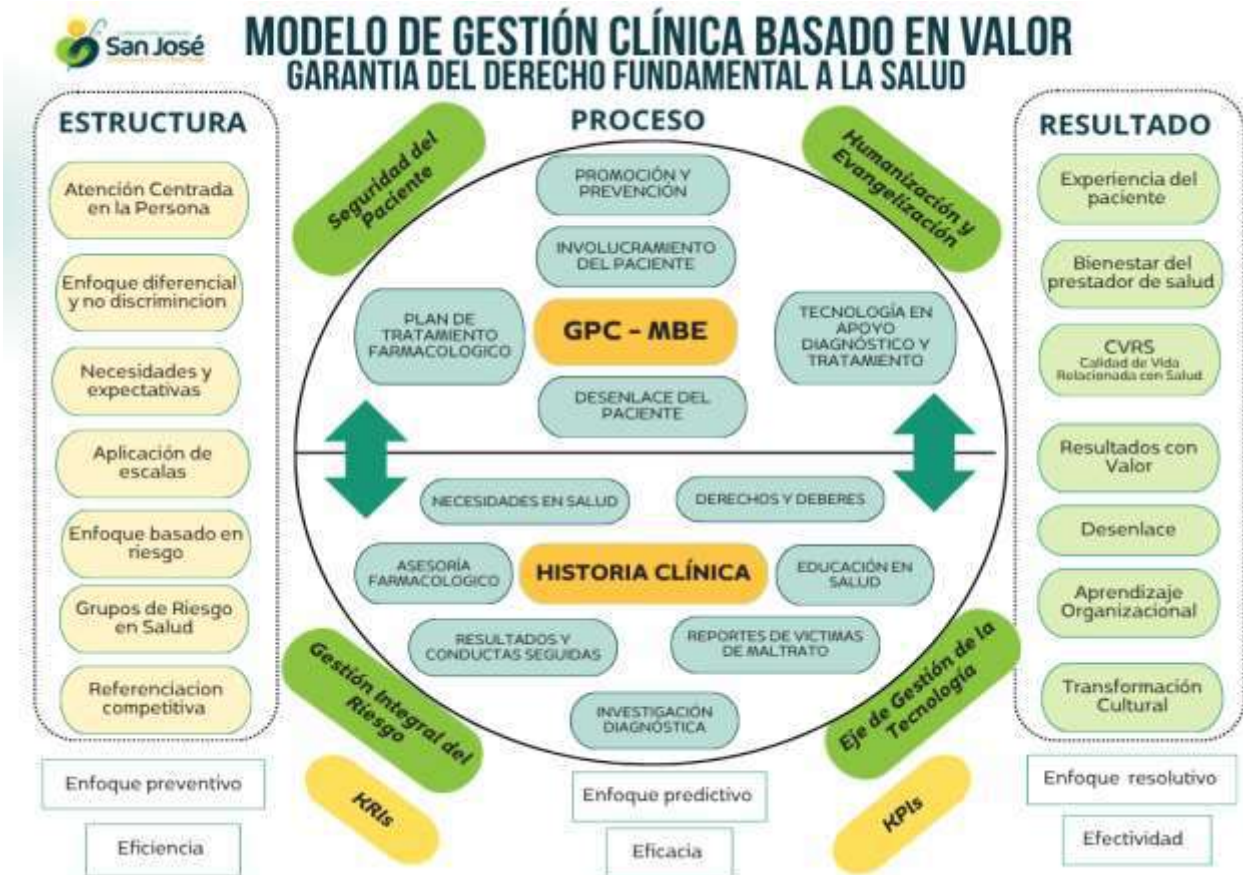 San José
MODELO DE GESTIÓN CLÍNICA BASADO EN VALOR
GARANTIA DEL DERECHO FUNDAMENTAL A LA SALUD
ESTRUCTURA
Atención Centrada
en la Persona
Enfoque diferencial
y no discrimincion
Necesidades y
expectativas
Aplicación de
escalas
Enfoque basado en
riesgo
Grupos de Riesgo
en Salud
Referenciacion
competitiva
Enfoque preventivo
Eficiencia
PROCESO
Seguridad del
Paciente
Humanización y
Evangelización
PROMOCIÓN Y
PREVENCIÓN
INVOLUCRAMIENTO
DEL PACIENTE
PLAN DE
TRATAMIENTO
FARMACOLOGICO
GPC - MBE
TECNOLOGÍA EN
APOYO
DIAGNÓSTICO Y
TRATAMIENTO
DESENLACE DEL
PACIENTE
NECESIDADES EN SALUD
DERECHOS Y DEBERES
ASESORÍA
FARMACOLOGICO
HISTORIA CLÍNICA
EDUCACIÓN EN
SALUD
RESULTADOS Y
CONDUCTAS SEGUIDAS
REPORTES DE VICTIMAS
DE MALTRATO
INVESTIGACIÓN
DIAGNÓSTICA
Gestión Integral del
Riesgo
Eje de Gestión de la
Tecnología
KRIs
KPIs
Enfoque predictivo
Eficacia
RESULTADO
Experiencia del
paciente
Bienestar del
prestador de salud
CVRS
Calidad de Vida
Relacionada con Salud
Resultados con
Valor
Desenlace
Aprendizaje
Organizacional
Transformación
Cultural
Enfoque resolutivo
Efectividad